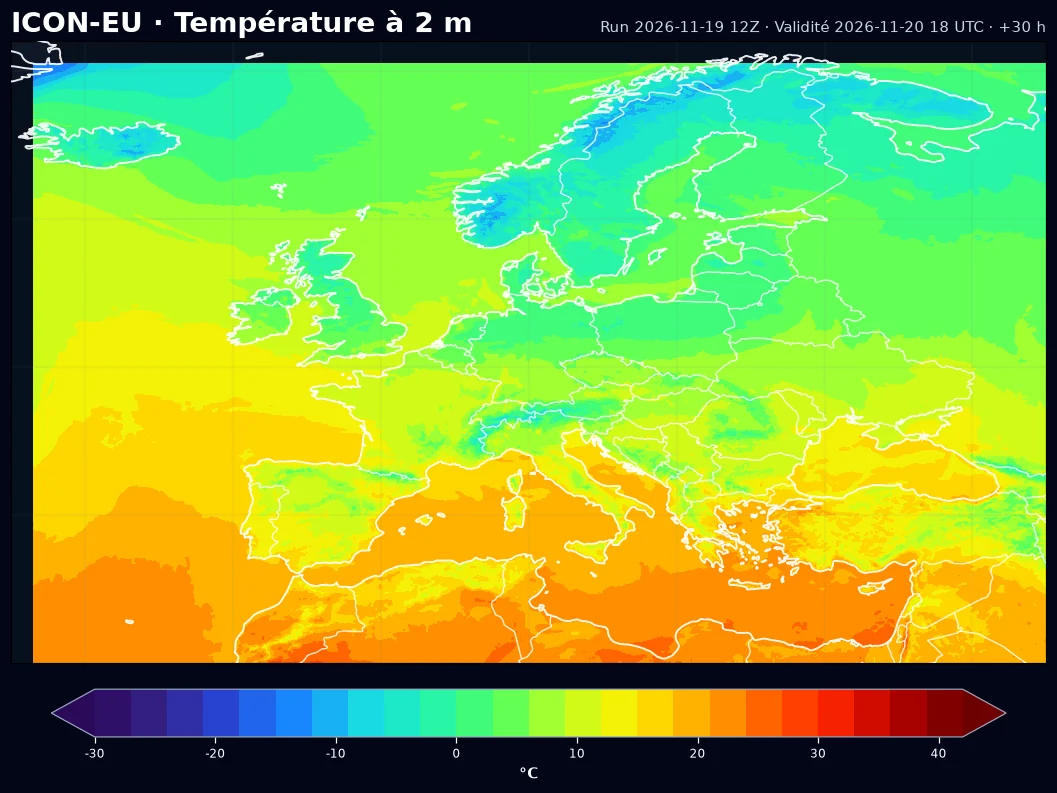 ICON-EU · Température à 2 m
Run 2026-11-19 12Z · Validité 2026-11-20 18 UTC · +30 h
-30 -20 -10 0 10 20 30 40
°C